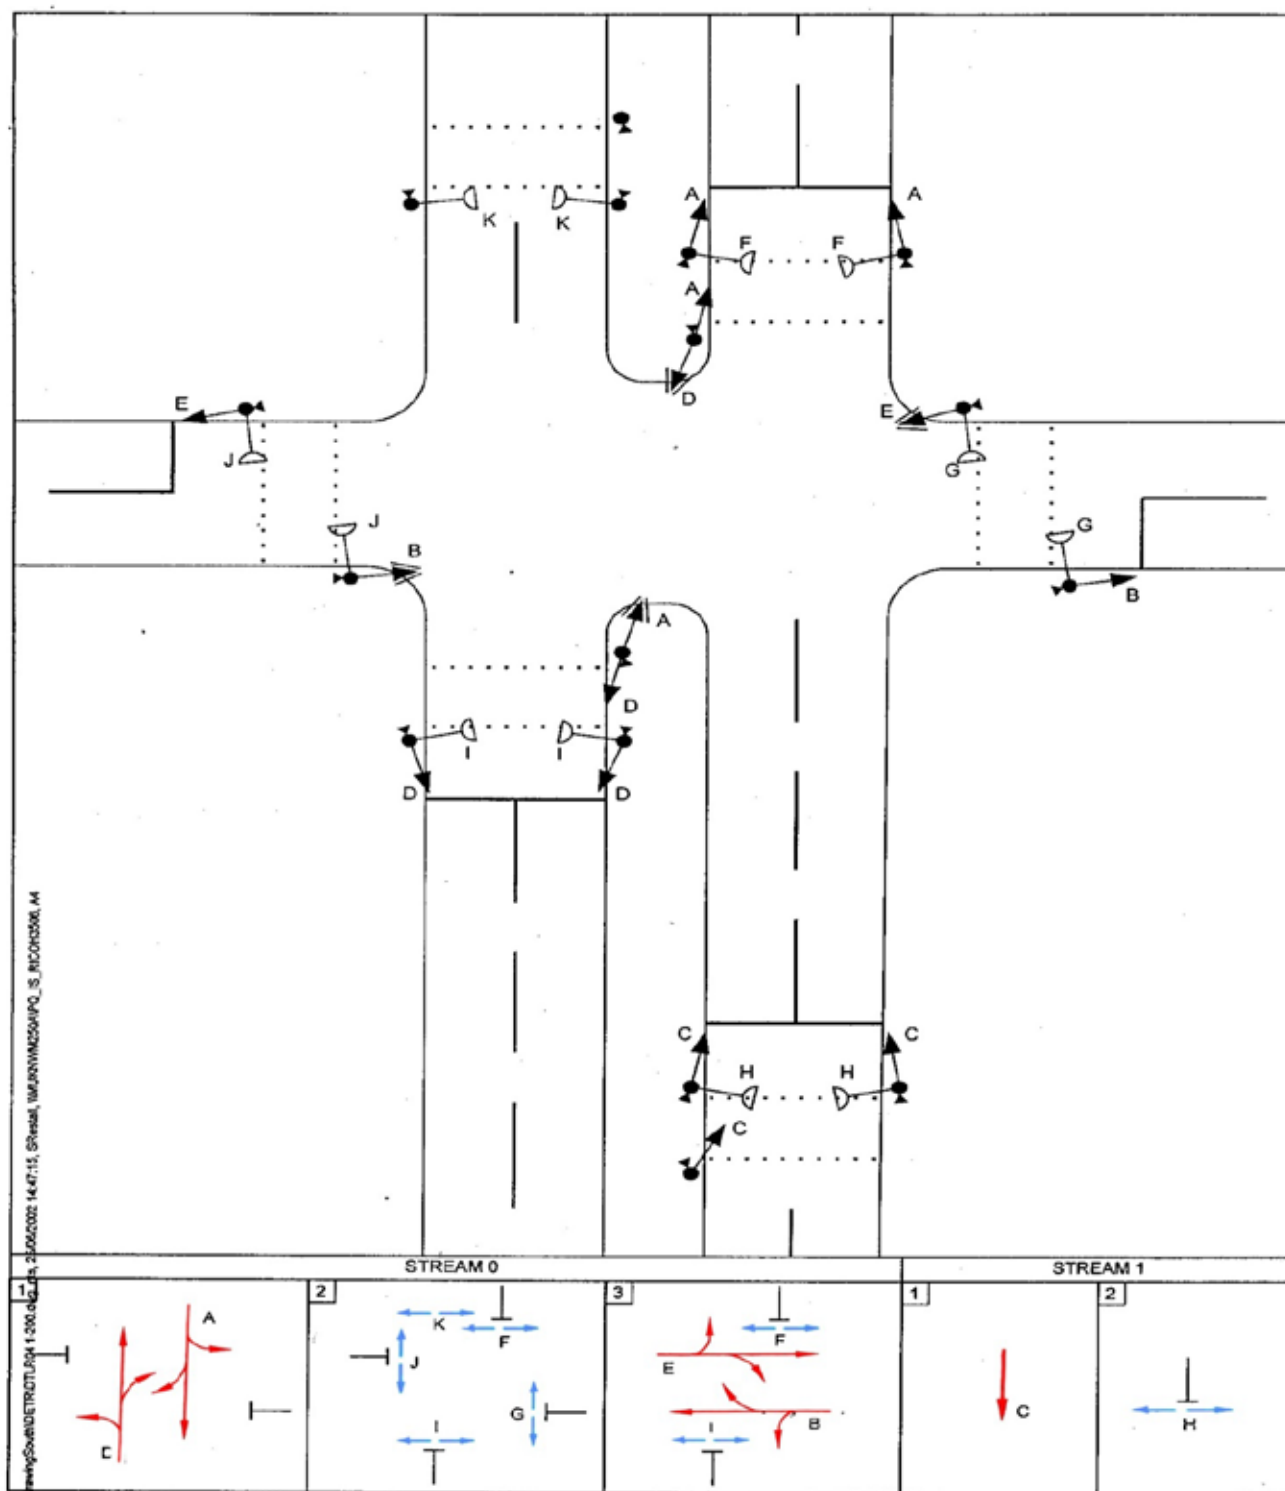 A A
K K F F
A
D
E E
J G
J G
B B
A
D
I I
D D
C C
H H
C
STREAM 0 STREAM 1
1 2 3 1 2
A K F F
J E
G C H
I I B
D